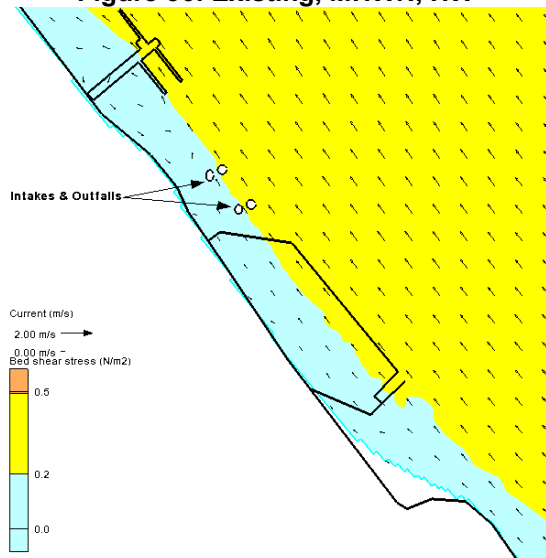 Intakes & Outfalls
Current (m/s)
2.00 m/s
0.00 m/s
Bed shear stress (N/m2)
0.5
0.2
0.0